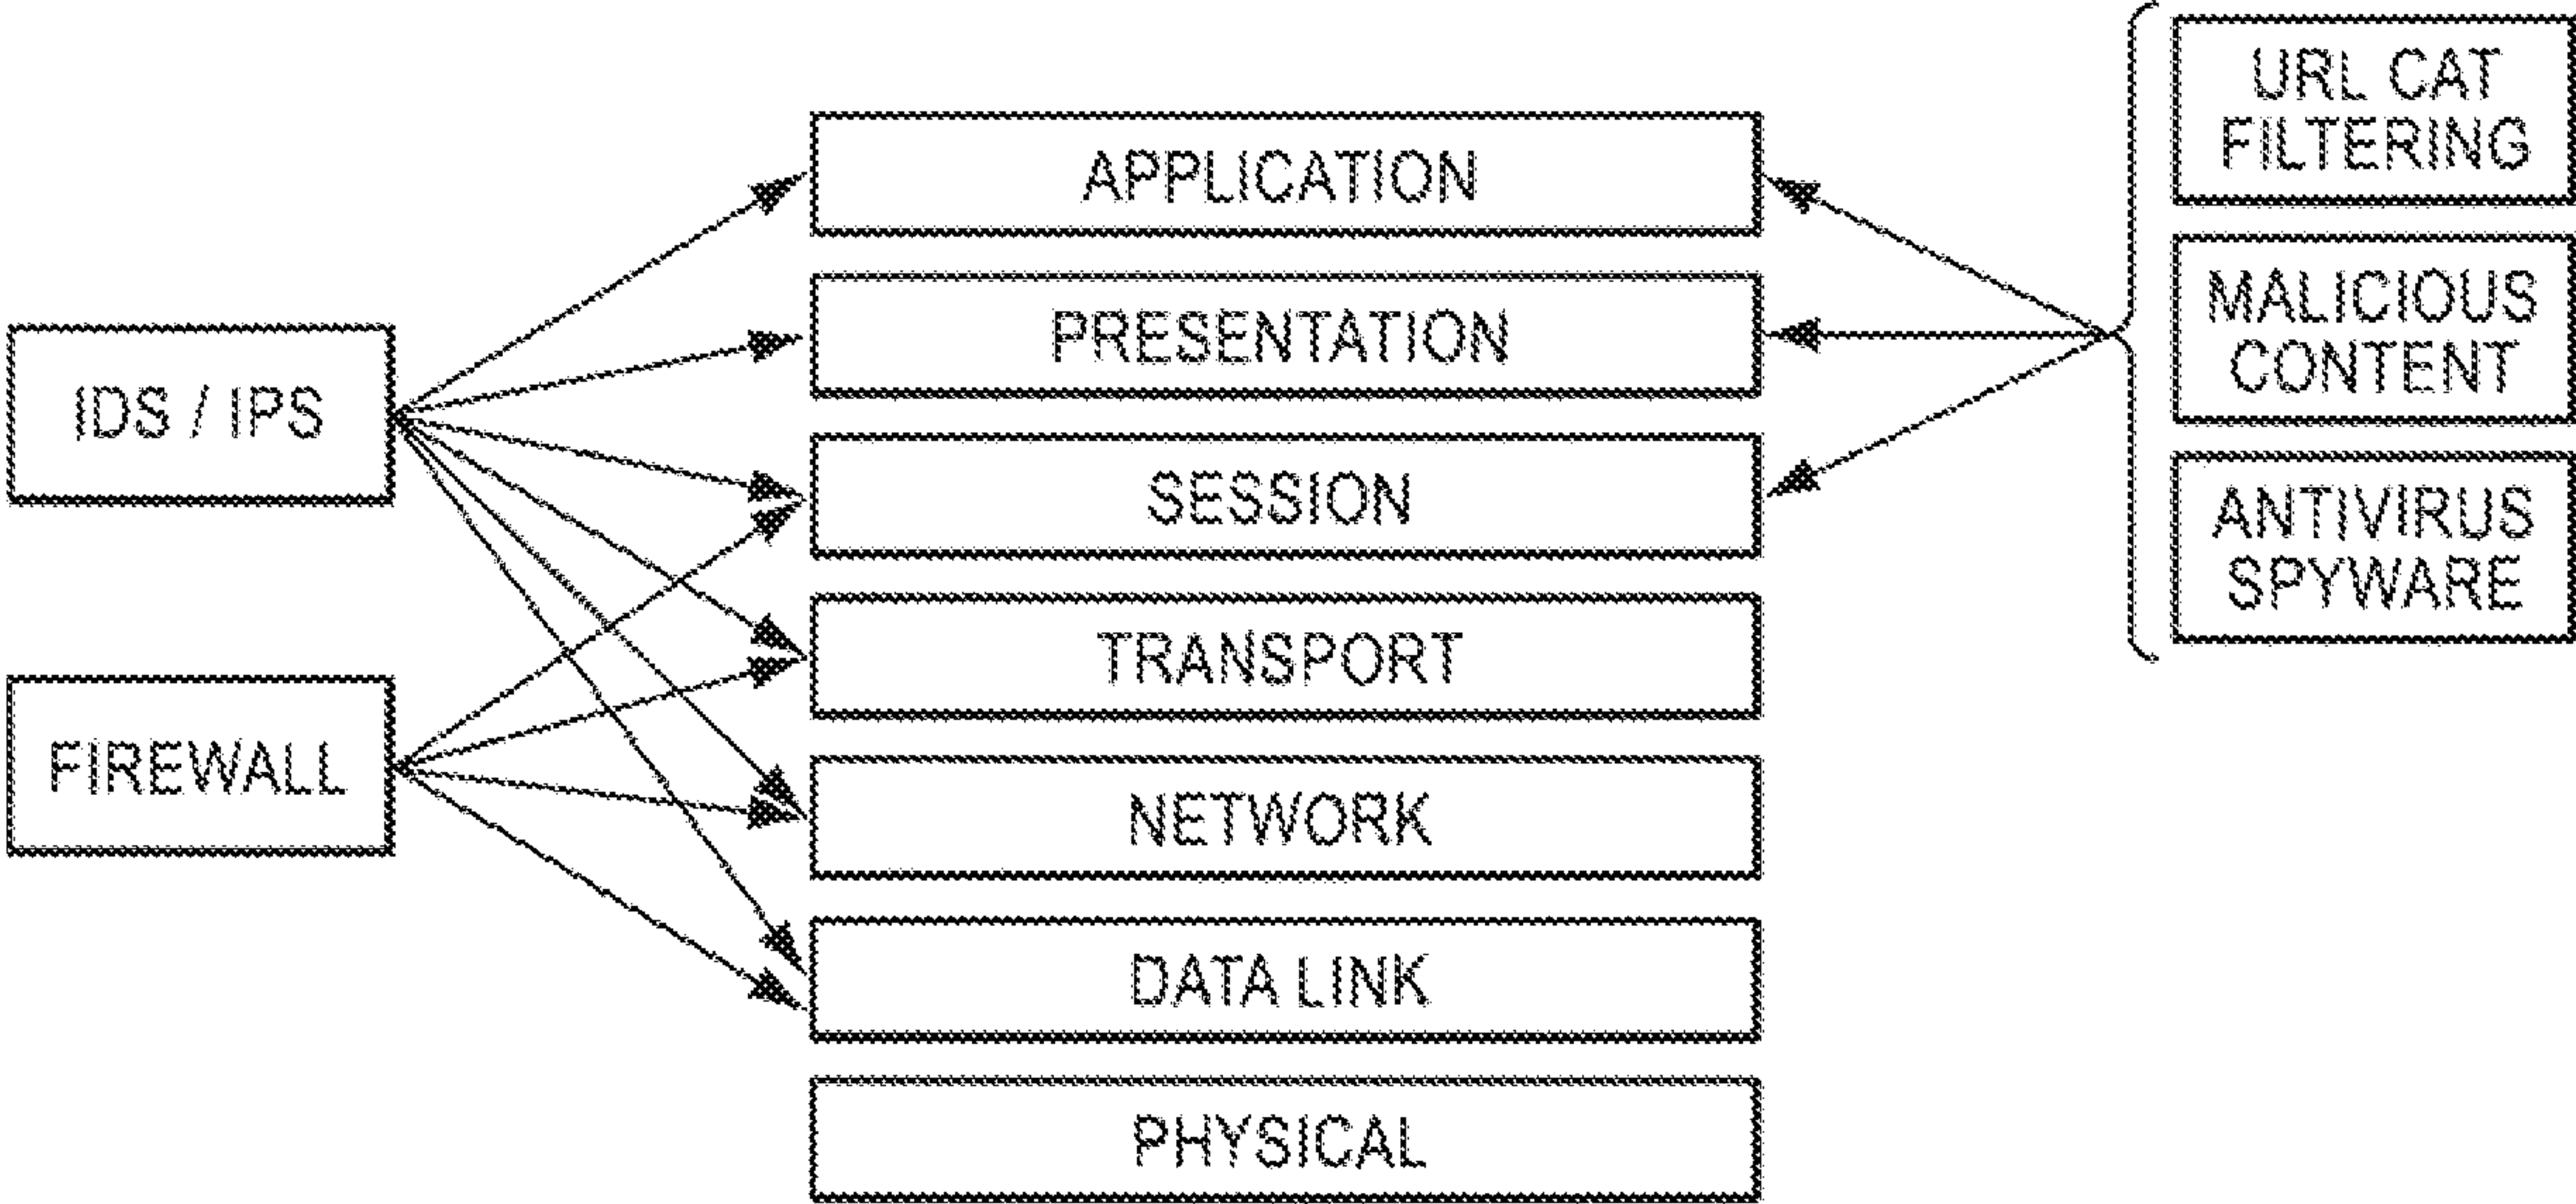 IDS / IPS
FIREWALL
APPLICATION
PRESENTATION
SESSION
TRANSPORT
NETWORK
DATA LINK
PHYSICAL
URL CAT
FILTERING
MALICIOUS
CONTENT
ANTIVIRUS
SPYWARE